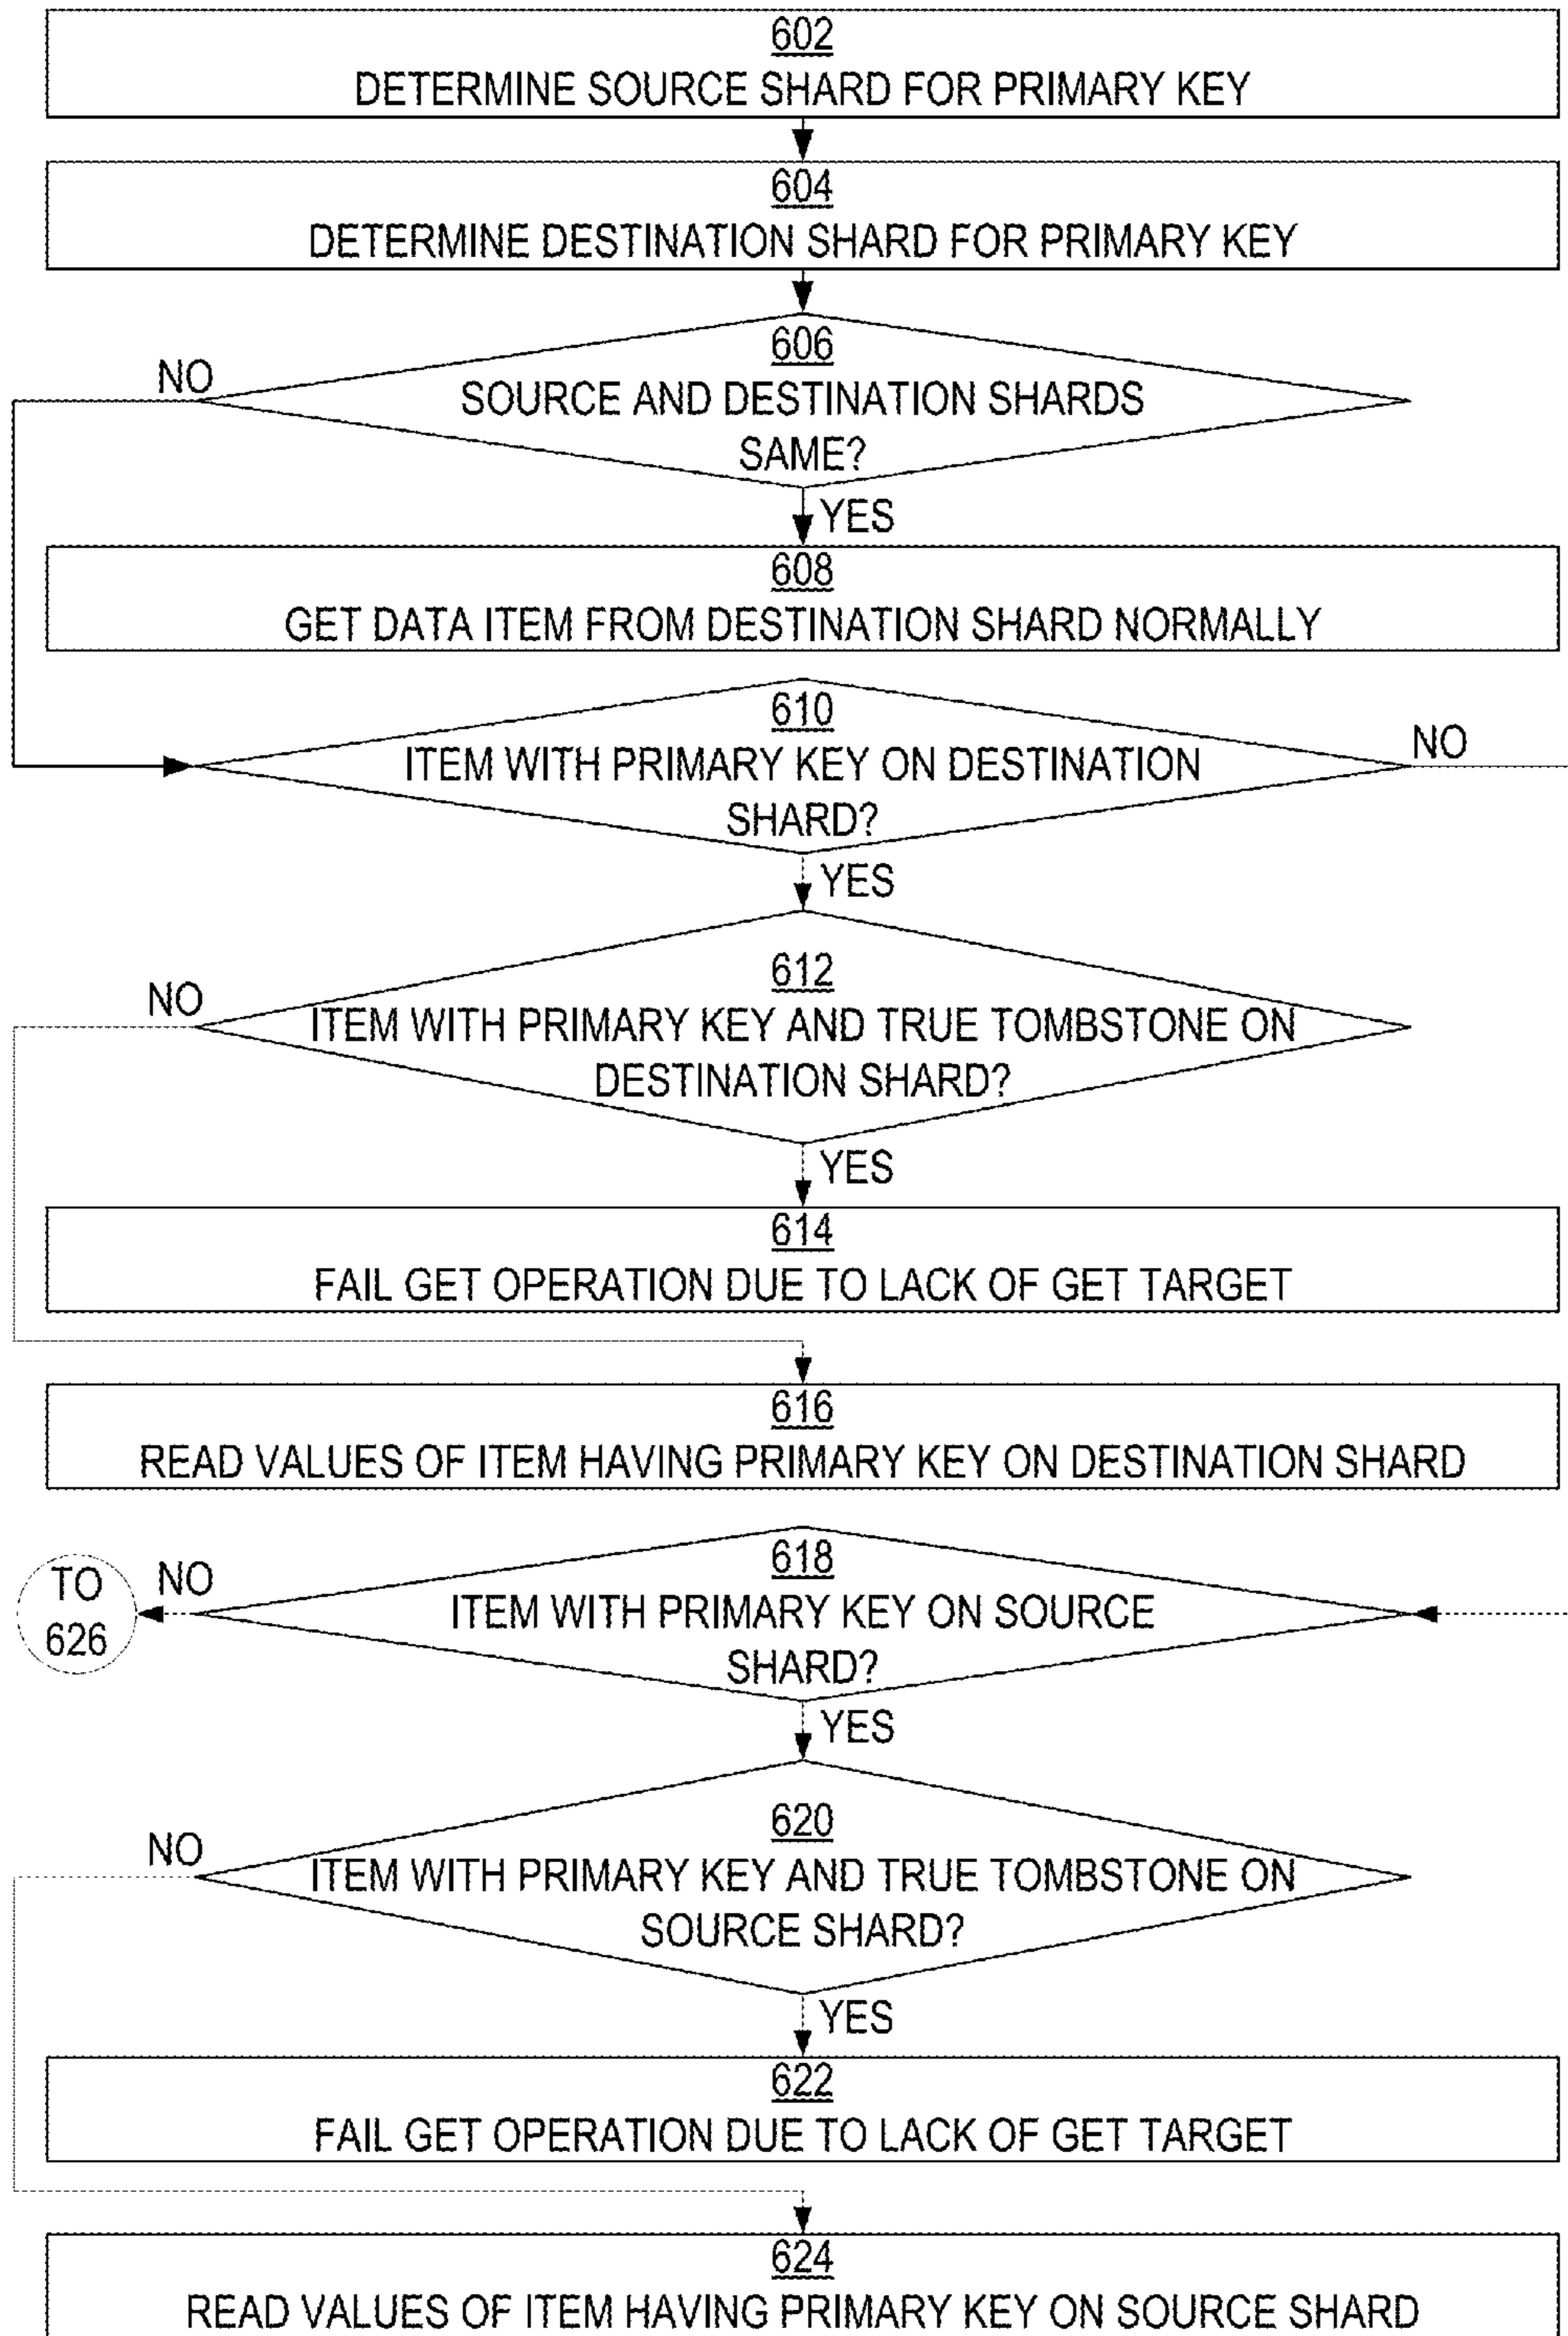 602
DETERMINE SOURCE SHARD FOR PRIMARY KEY
604
DETERMINE DESTINATION SHARD FOR PRIMARY KEY
606
NO
SOURCE AND DESTINATION SHARDS
SAME?
YES
608
GET DATA ITEM FROM DESTINATION SHARD NORMALLY
610
NO
ITEM WITH PRIMARY KEY ON DESTINATION
SHARD?
YES
612
NO
ITEM WITH PRIMARY KEY AND TRUE TOMBSTONE ON
DESTINATION SHARD?
YES
614
FAIL GET OPERATION DUE TO LACK OF GET TARGET
616
READ VALUES OF ITEM HAVING PRIMARY KEY ON DESTINATION SHARD
618
TO
626
NO
ITEM WITH PRIMARY KEY ON SOURCE
SHARD?
YES
620
NO
ITEM WITH PRIMARY KEY AND TRUE TOMBSTONE ON
SOURCE SHARD?
YES
622
FAIL GET OPERATION DUE TO LACK OF GET TARGET
624
READ VALUES OF ITEM HAVING PRIMARY KEY ON SOURCE SHARD